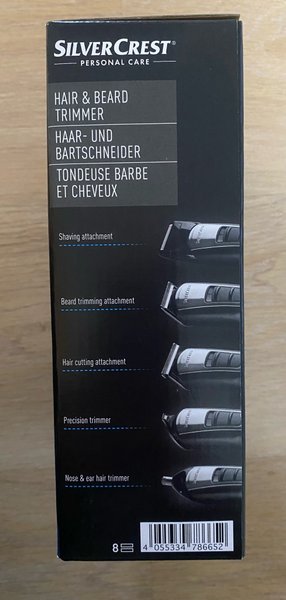 SILVERCREST®
PERSONAL CARE
HAIR & BEARD
TRIMMER
HAAR- UND
BARTSCHNEIDER
TONDEUSE BARBE
ET CHEVEUX
Shaving attachment
Beard trimming attachment
Hair cutting attachment
Precision trimmer
Nose & ear hair trimmer
8
4 055334 786652